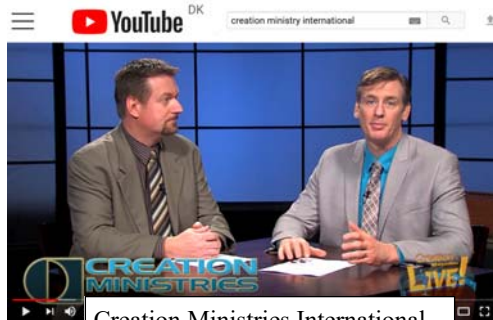 YouTube DK
creation ministry international
CREATION
MINISTRIES
LIVE!
Creation Ministries International